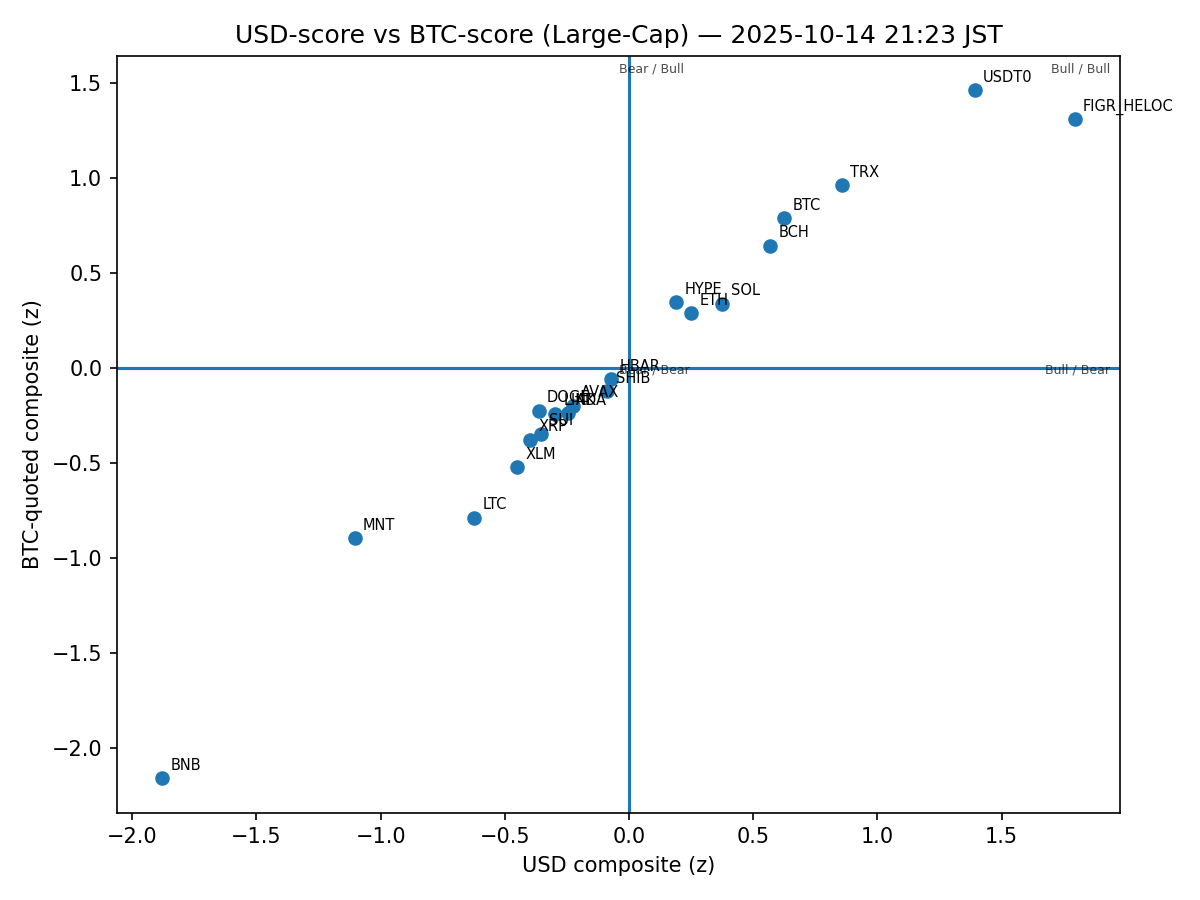 USD-score vs BTC-score (Large-Cap) — 2025-10-14 21:23 JST
Bear / Bull
Bull / Bull
USDT0
FIGR_HELOC
TRX
BTC
BCH
HYPE
SOL
ETH
HBAR
Bull / Bear
SHIB
AVAX
DOGE
ADA
SUI
XRP
XLM
LTC
MNT
BNB
1.5
1.0
0.5
0.0
−0.5
−1.0
−1.5
−2.0
BTC-quoted composite (z)
−2.0
−1.5
−1.0
−0.5
0.0
0.5
1.0
1.5
USD composite (z)